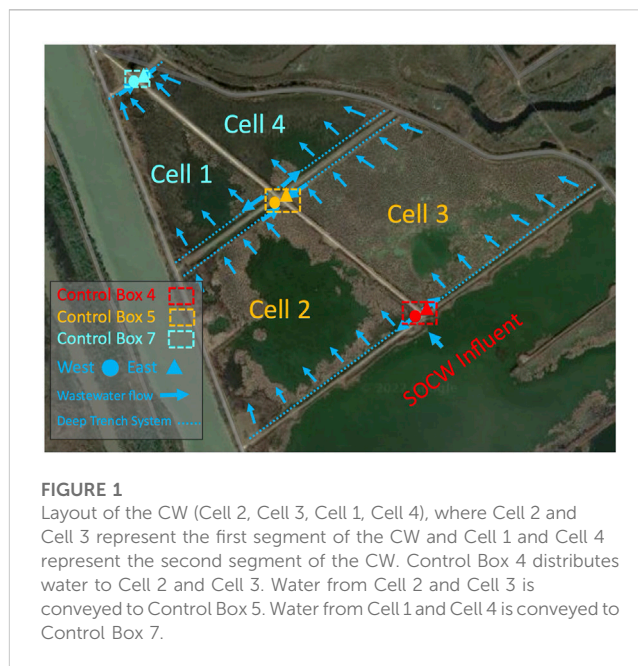 Cell 4
Cell 1
Cell 3
Cell 2
SOCW Influent
Control Box 4
Control Box 5
Control Box 7
West East
Wastewater flow
Deep Trench System
FIGURE 1
Layout of the CW (Cell 2, Cell 3, Cell 1, Cell 4), where Cell 2 and
Cell 3 represent the first segment of the CW and Cell 1 and Cell 4
represent the second segment of the CW. Control Box 4 distributes
water to Cell 2 and Cell 3. Water from Cell 2 and Cell 3 is
conveyed to Control Box 5. Water from Cell 1 and Cell 4 is conveyed to
Control Box 7.